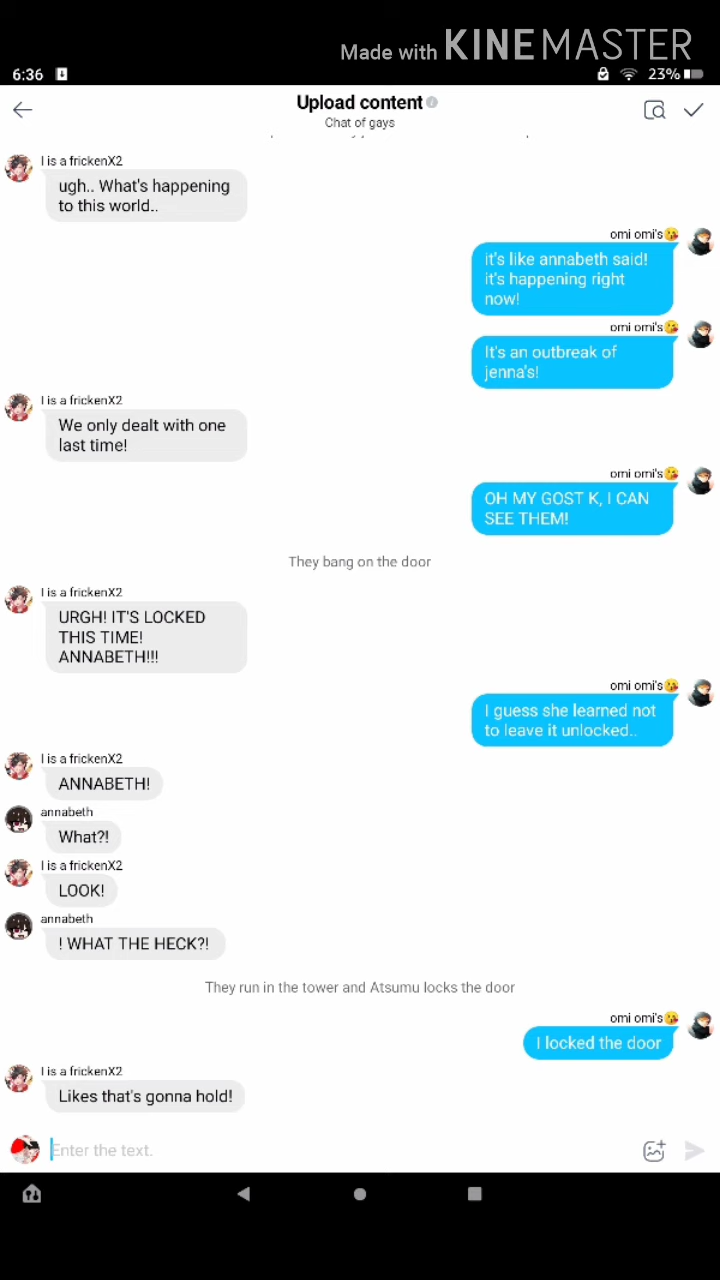 Made with KINEMASTER
6:36
23%
Upload content
Chat of gays
I is a frickenX2
ugh.. What's happening
to this world..
omi omi's😘
it's like annabeth said!
it's happening right
now!
omi omi's😘
It's an outbreak of
jenna's!
I is a frickenX2
We only dealt with one
last time!
omi omi's😘
OH MY GOST K, I CAN
SEE THEM!
They bang on the door
I is a frickenX2
URGH! IT'S LOCKED
THIS TIME!
ANNABETH!!!
omi omi's😘
I guess she learned not
to leave it unlocked..
I is a frickenX2
ANNABETH!
annabeth
What?!
I is a frickenX2
LOOK!
annabeth
! WHAT THE HECK?!
They run in the tower and Atsumu locks the door
omi omi's😘
I locked the door
I is a frickenX2
Likes that's gonna hold!
Enter the text.